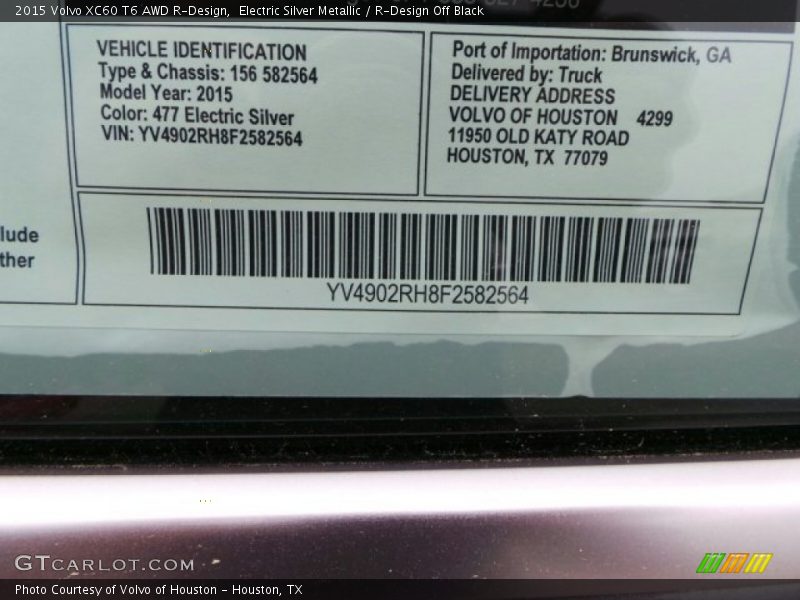 2015 Volvo XC60 T6 AWD R-Design, Electric Silver Metallic / R-Design Off Black
VEHICLE IDENTIFICATION
Type & Chassis: 156 582564
Model Year: 2015
Color: 477 Electric Silver
VIN: YV4902RH8F2582564
Port of Importation: Brunswick, GA
Delivered by: Truck
DELIVERY ADDRESS
VOLVO OF HOUSTON 4299
11950 OLD KATY ROAD
HOUSTON, TX 77079
lude
ther
YV4902RH8F2582564
GTCARLOT.COM
Photo Courtesy of Volvo of Houston - Houston, TX